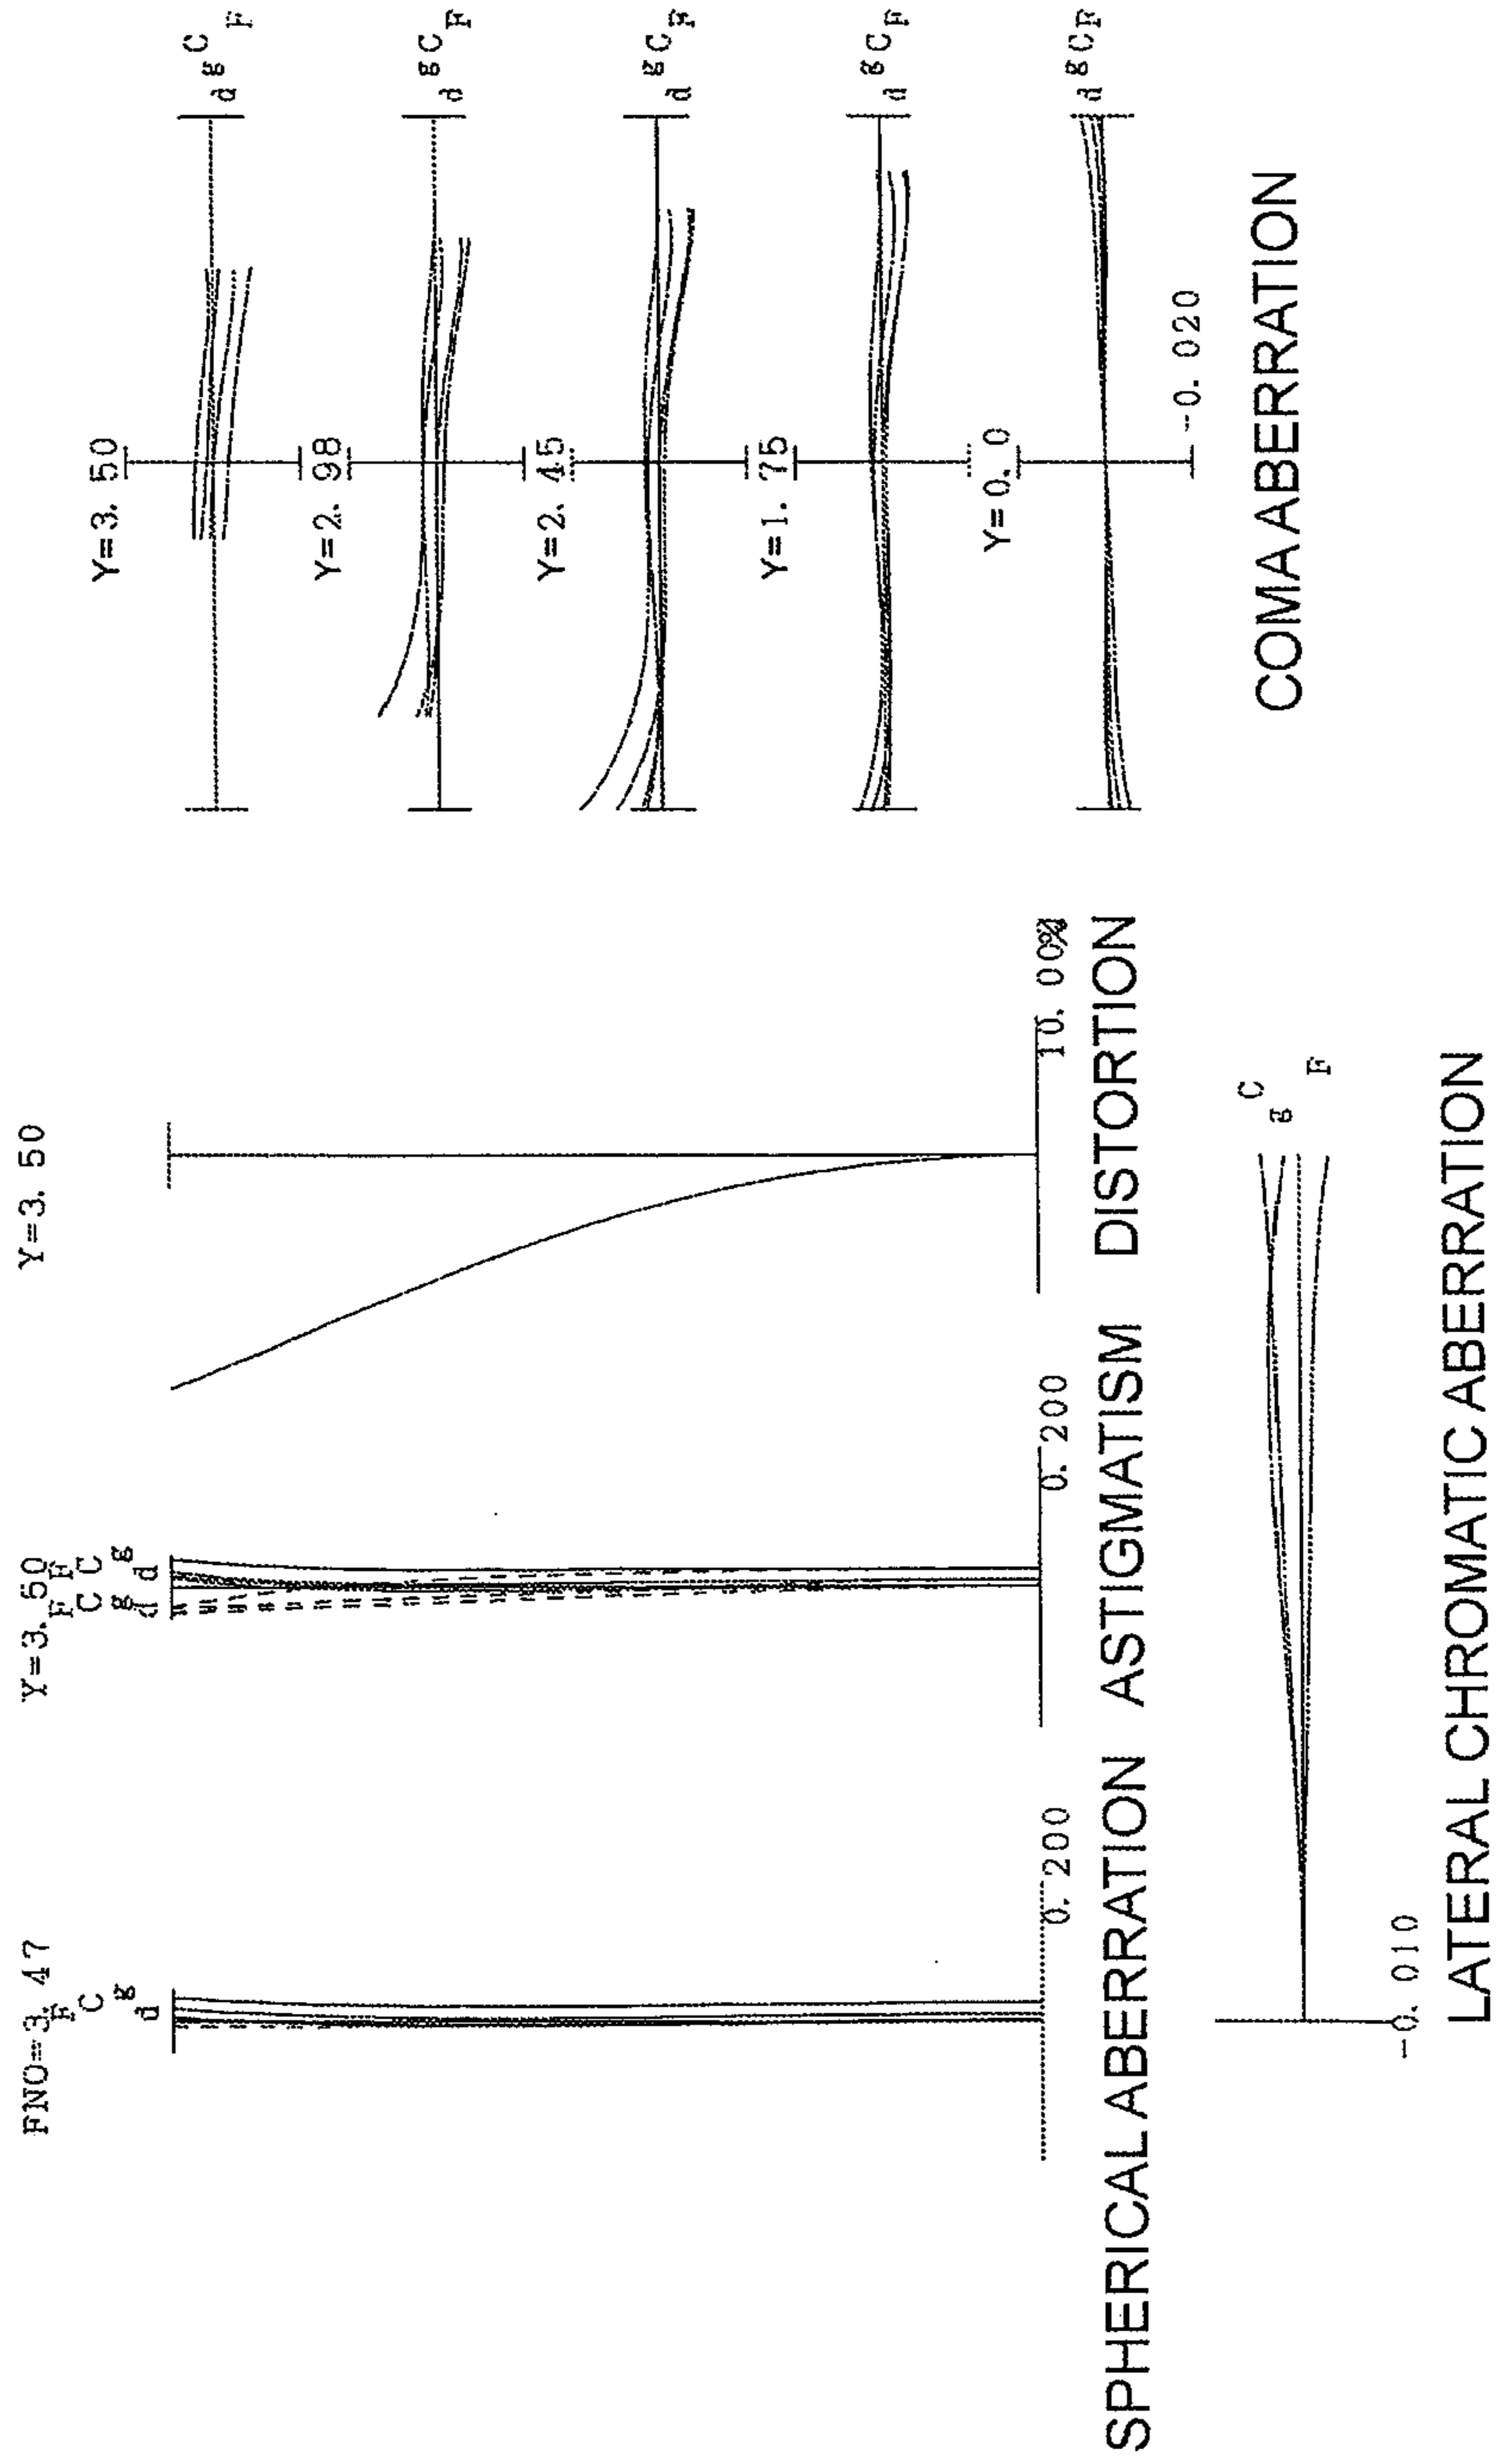 FNO=3.47
F
C
g
d
0.200
SPHERICAL ABERRATION
Y=3.50
F
C
g
d
F
C
g
d
0.200
ASTIGMATISM
Y=3.50
10.00%
DISTORTION
Y=3.50
d
g
C
F
Y=2.98
d
g
C
F
Y=2.45
d
g
C
F
Y=1.75
d
g
C
F
Y=0.0
d
g
C
F
-0.020
COMA ABERRATION
C
g
F
-0.010
LATERAL CHROMATIC ABERRATION